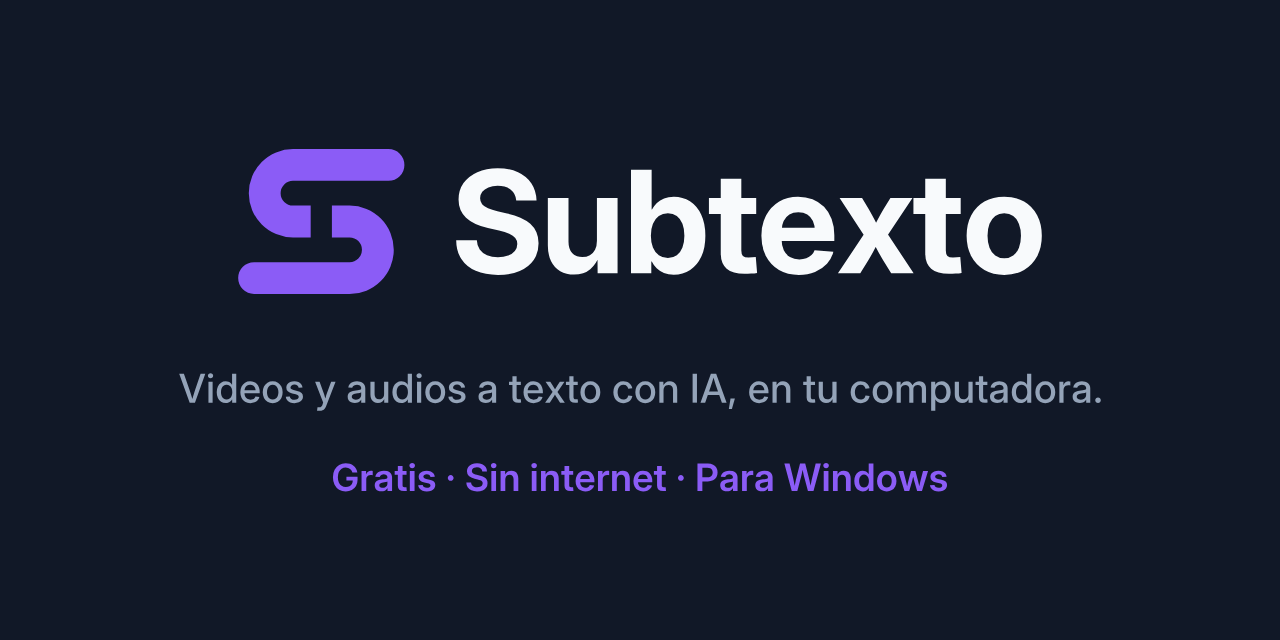 Subtexto
Videos y audios a texto con IA, en tu computadora.
Gratis · Sin internet · Para Windows